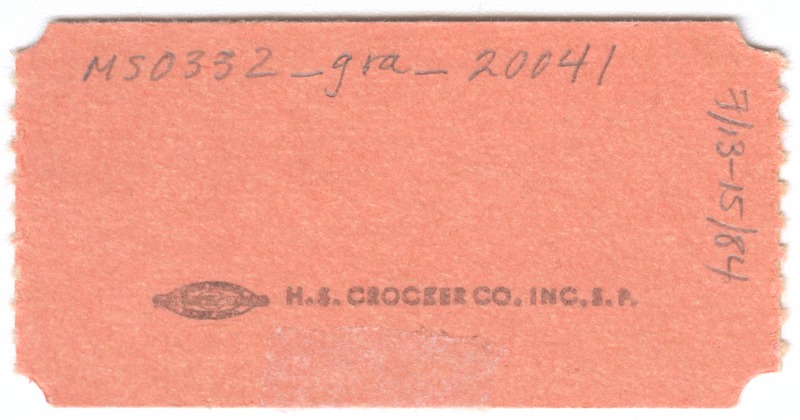 MS0332_gra_20041
7/13-15/84
H.S. CROCKER CO. INC. S.F.